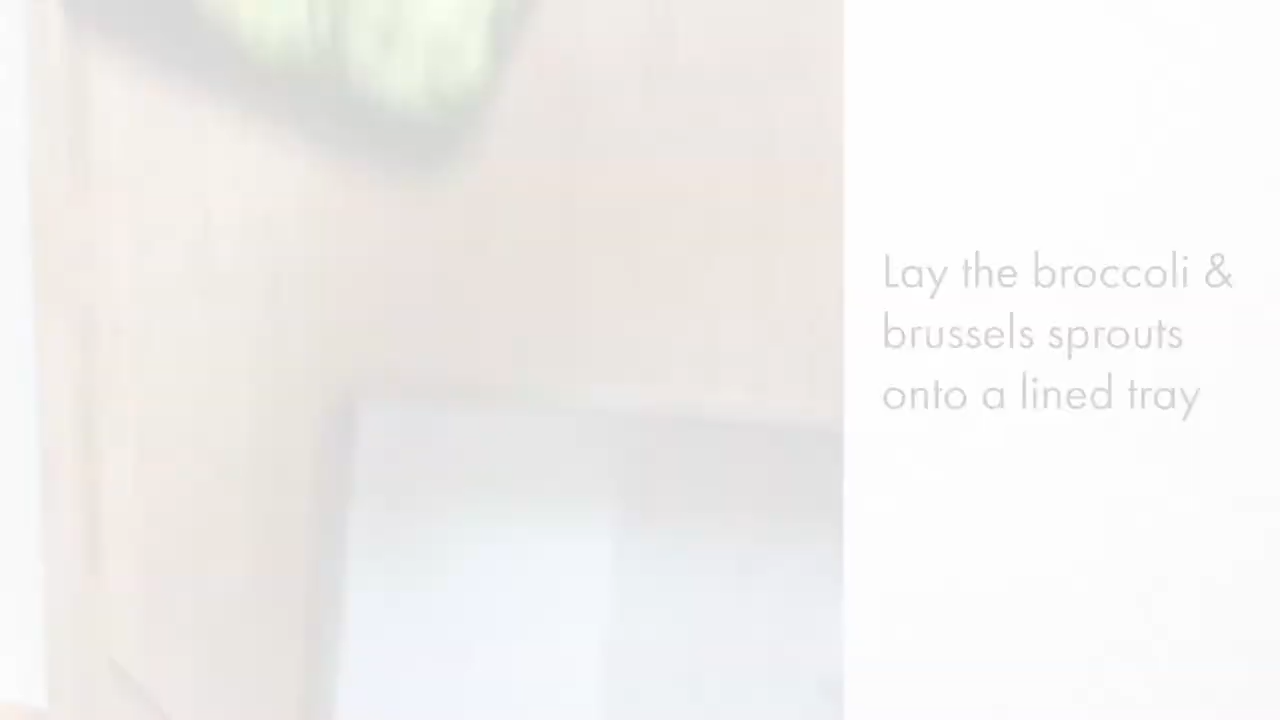 Lay the broccoli &
brussels sprouts
onto a lined tray